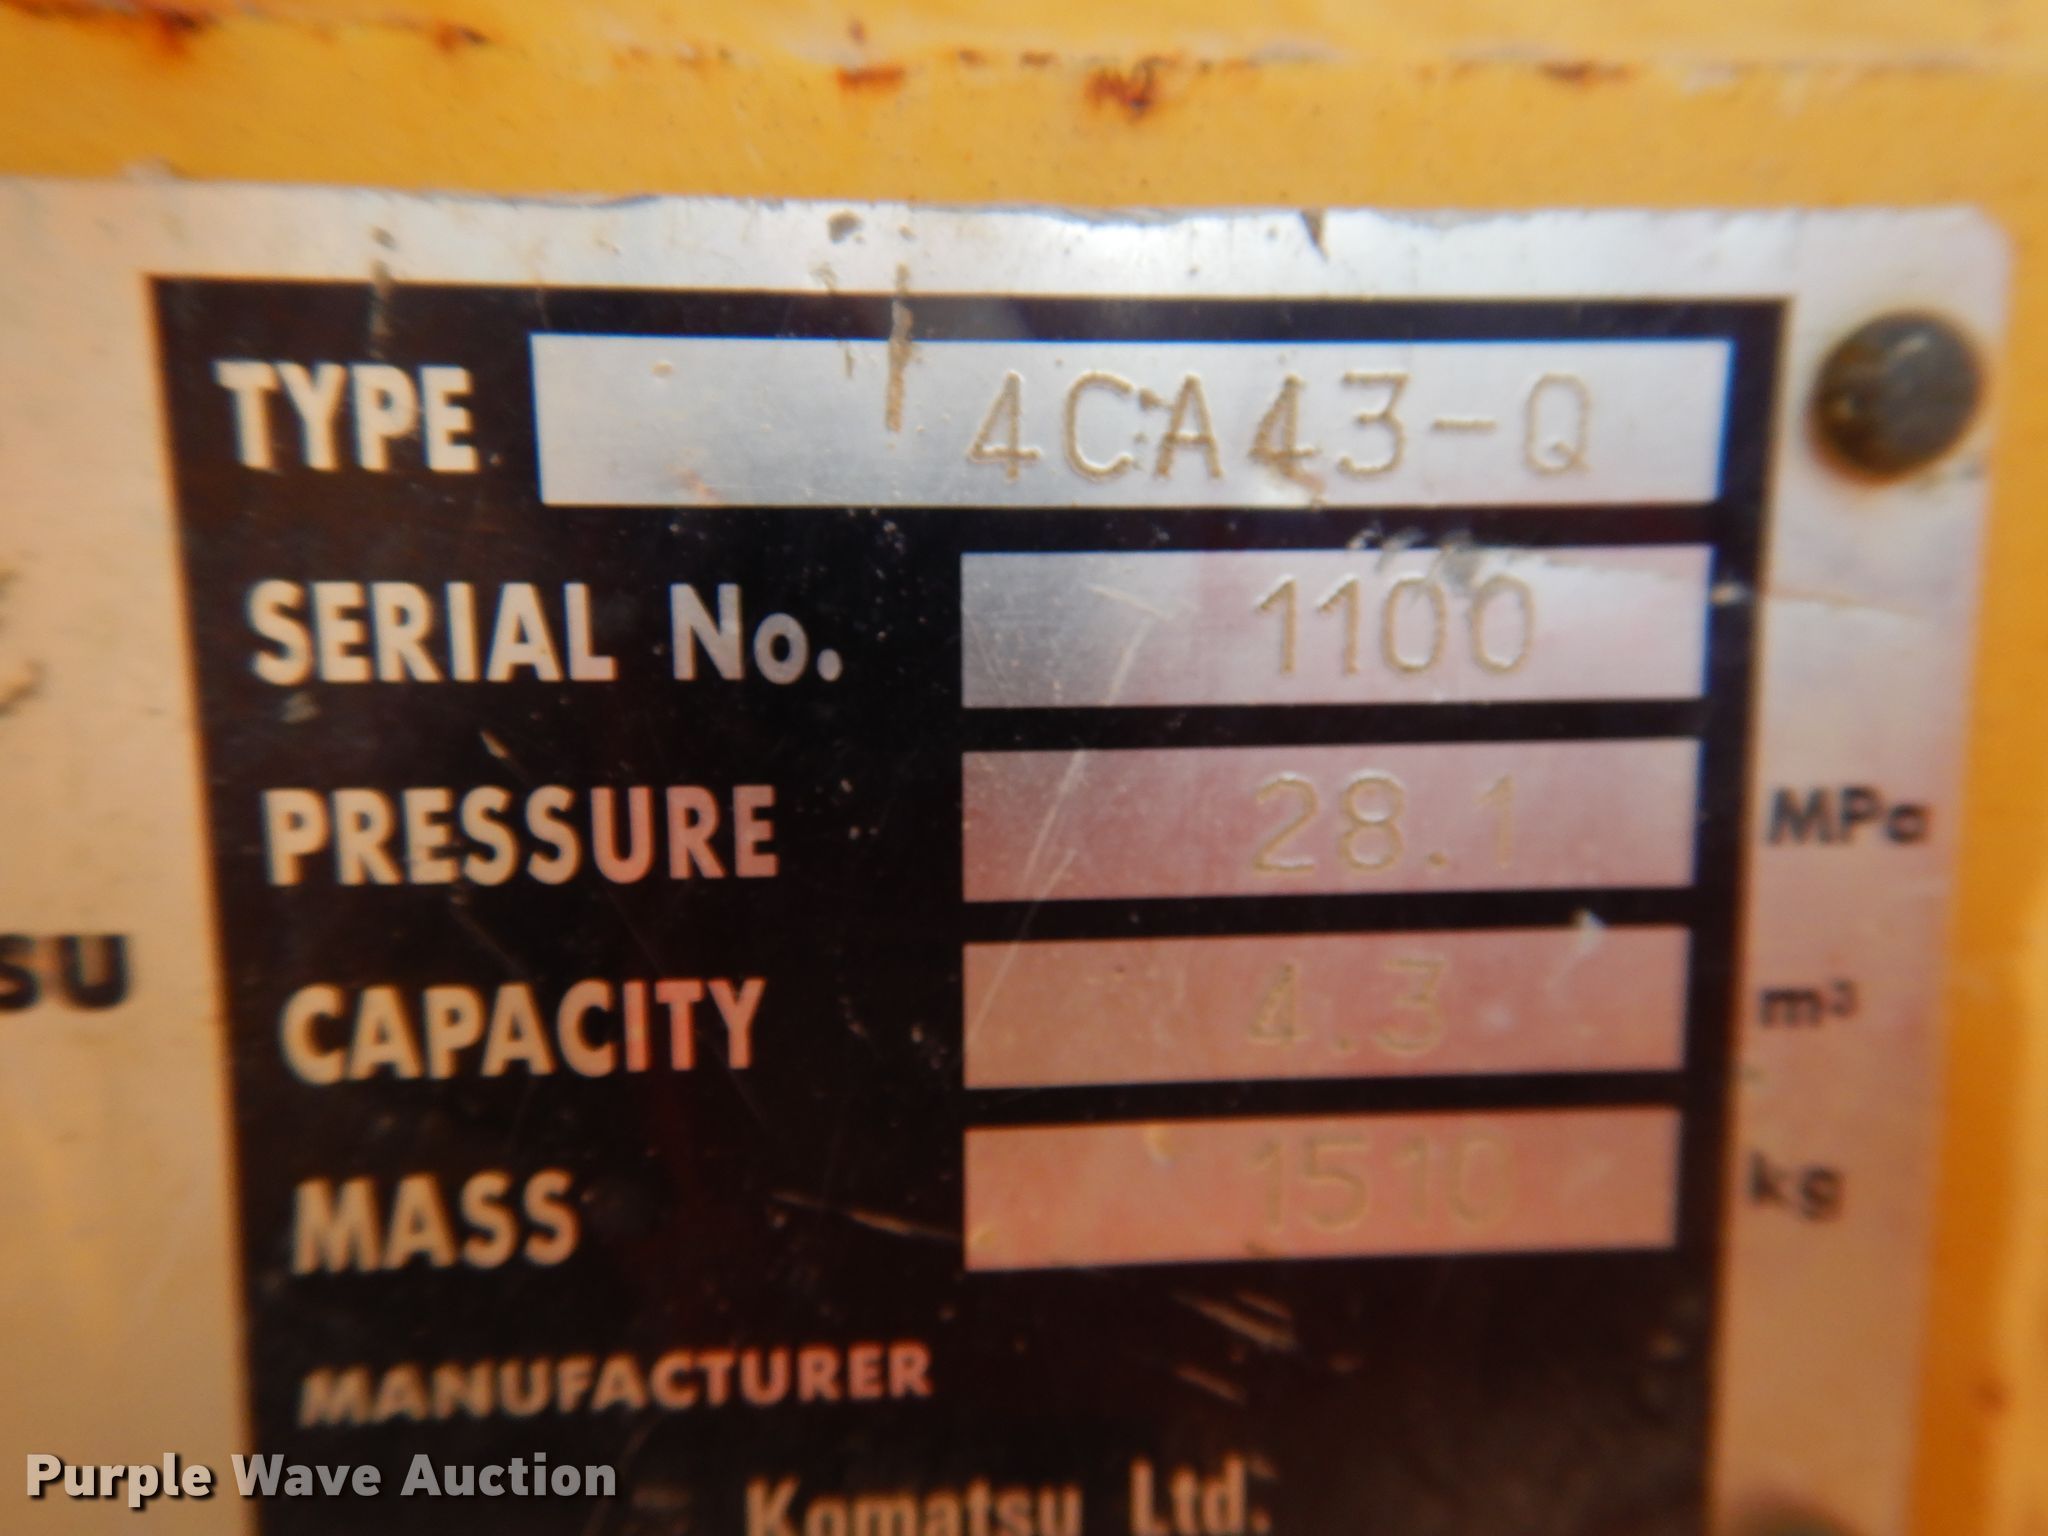 TYPE 4CA43-Q
SERIAL No. 1100
PRESSURE 28.1 MPa
CAPACITY 4.3 m³
SU
MASS 1510 kg
MANUFACTURER
Komatsu Ltd.
Purple Wave Auction